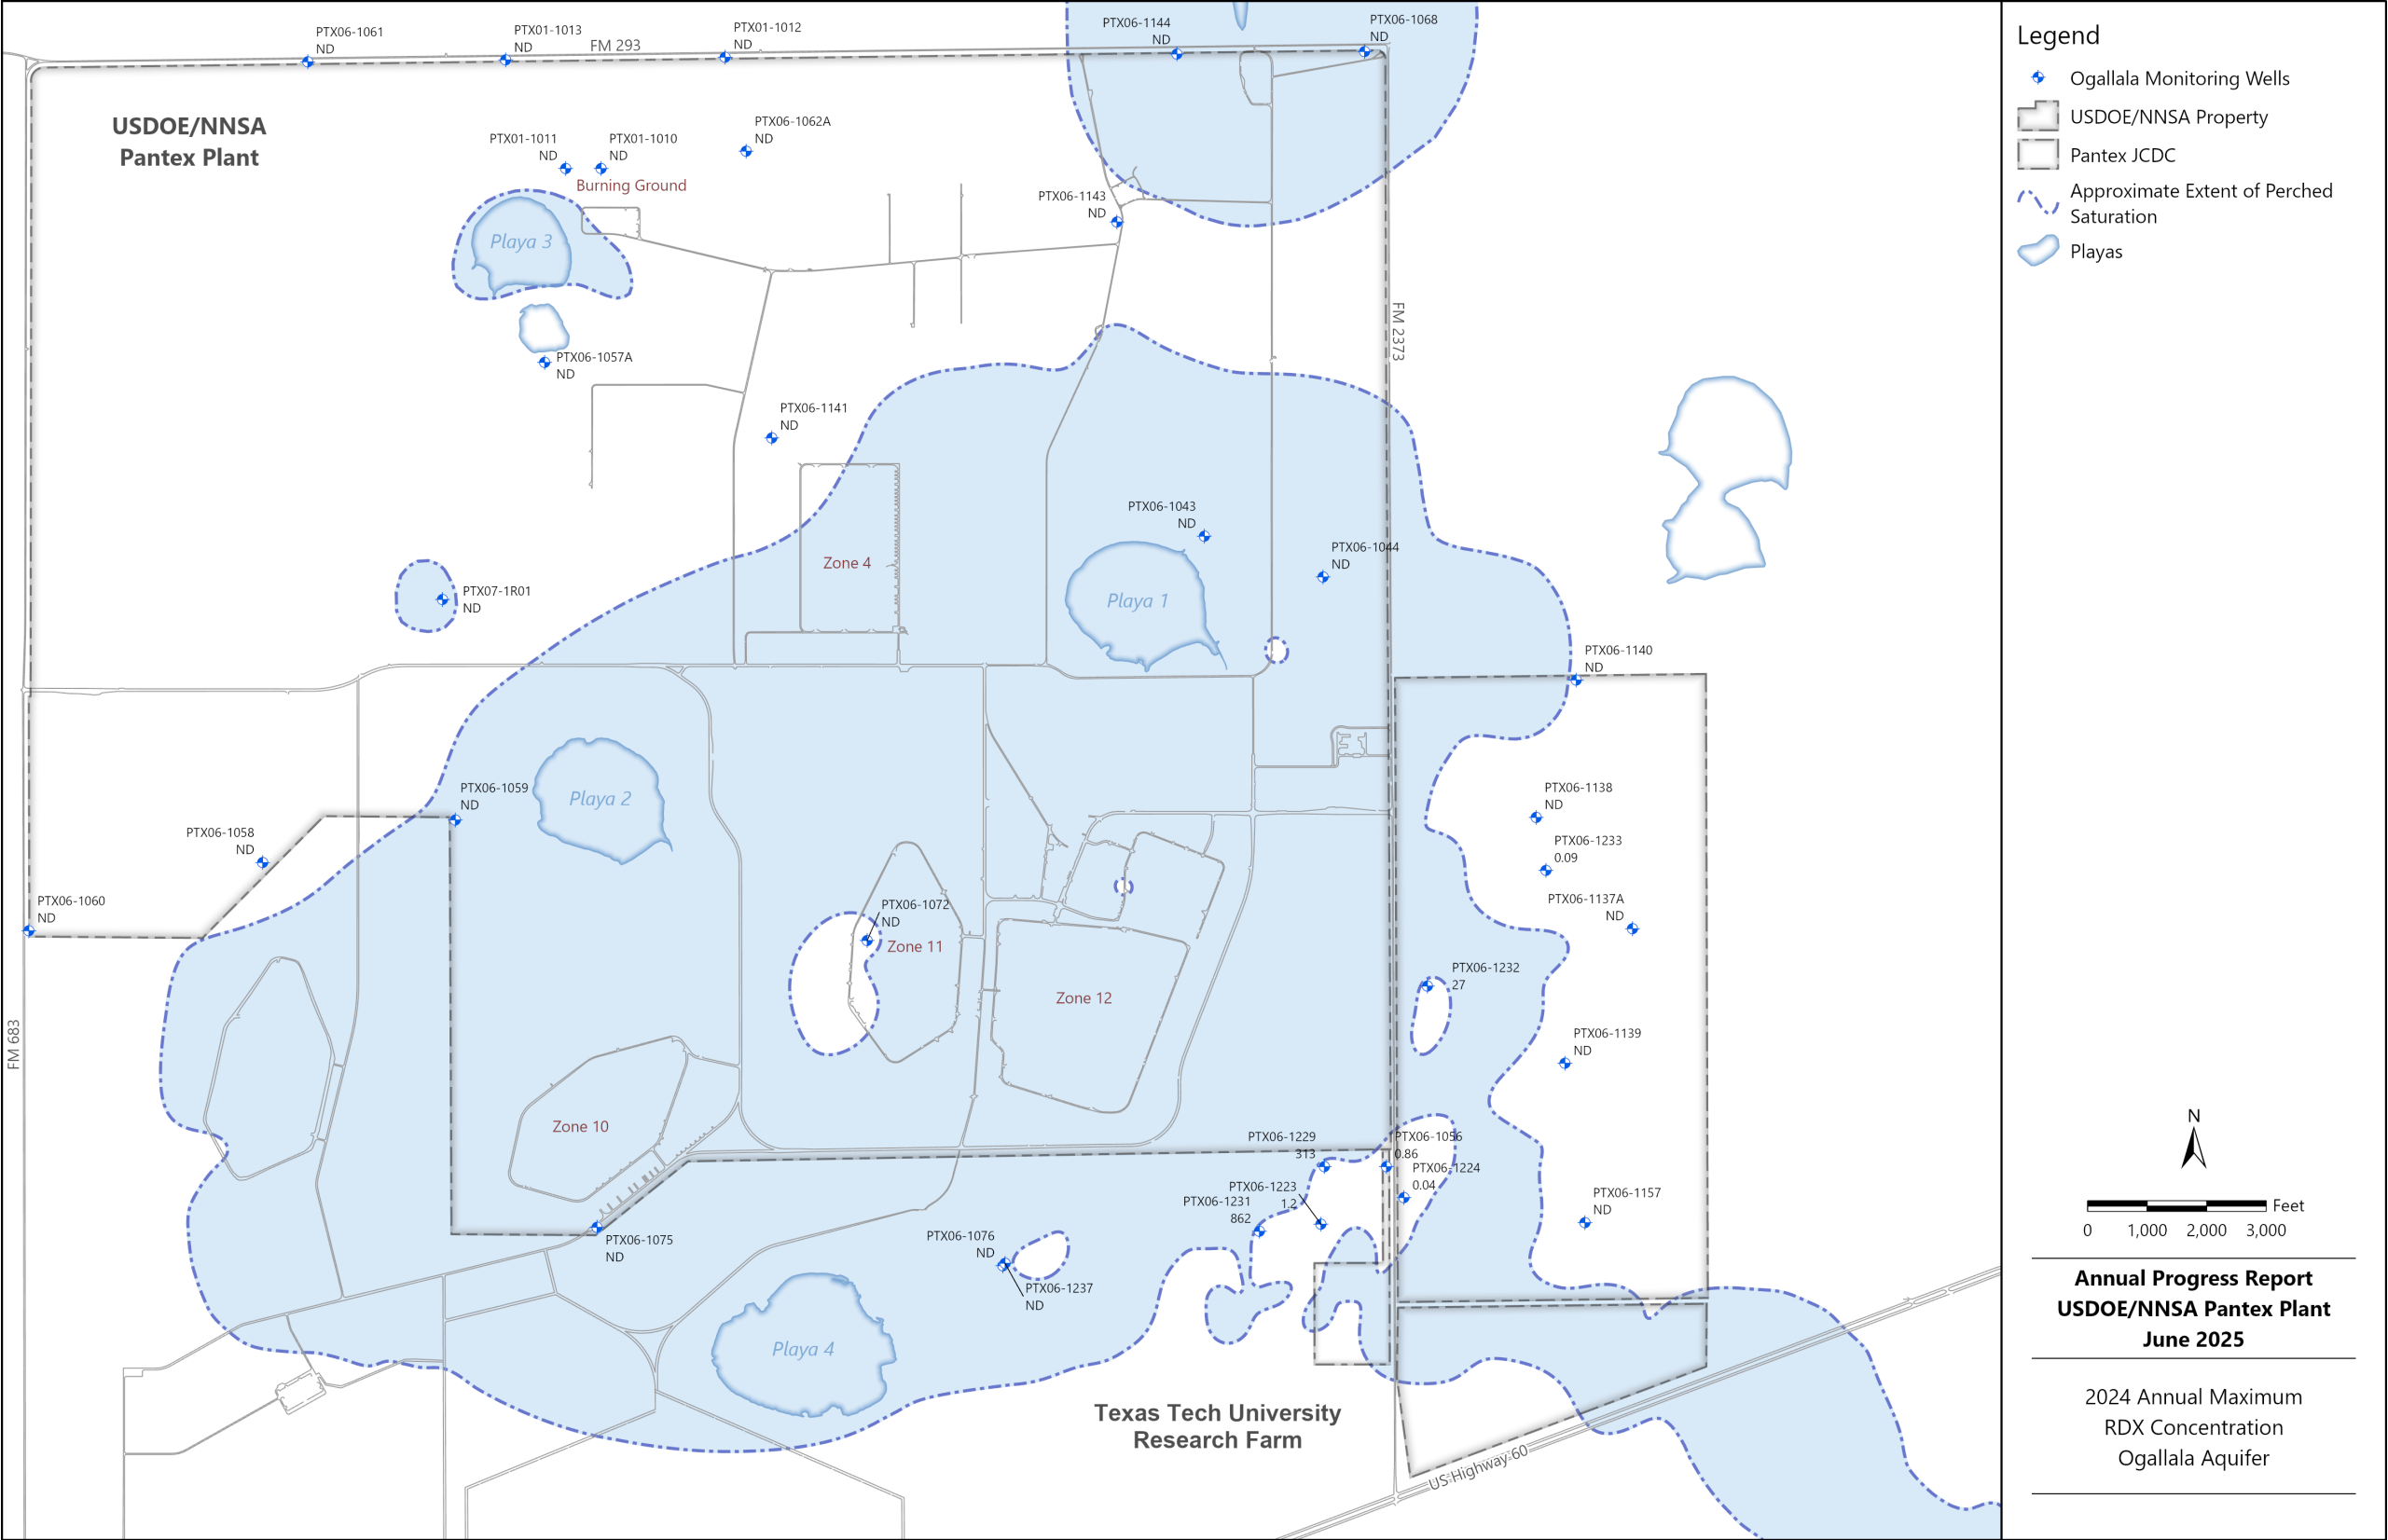 PTX06-1061
ND
PTX01-1013
ND
FM 293
PTX01-1012
ND
PTX06-1144
ND
PTX06-1068
ND
USDOE/NNSA
Pantex Plant
PTX01-1011
ND
PTX01-1010
ND
PTX06-1062A
ND
Burning Ground
PTX06-1143
ND
Playa 3
FM 2373
PTX06-1057A
ND
PTX06-1141
ND
PTX06-1043
ND
PTX06-1044
ND
Zone 4
Playa 1
PTX07-1R01
ND
PTX06-1140
ND
PTX06-1059
ND
Playa 2
PTX06-1138
ND
PTX06-1058
ND
PTX06-1233
0.09
PTX06-1060
ND
PTX06-1072
ND
PTX06-1137A
ND
Zone 11
PTX06-1232
27
Zone 12
FM 683
PTX06-1139
ND
Zone 10
PTX06-1229
313
PTX06-1056
0.86
PTX06-1224
0.04
PTX06-1223
1.2
PTX06-1231
862
PTX06-1157
ND
PTX06-1075
ND
PTX06-1076
ND
PTX06-1237
ND
Playa 4
Texas Tech University
Research Farm
US Highway 60
Legend
Ogallala Monitoring Wells
USDOE/NNSA Property
Pantex JCDC
Approximate Extent of Perched
Saturation
Playas
N
Feet
0 1,000 2,000 3,000
Annual Progress Report
USDOE/NNSA Pantex Plant
June 2025
2024 Annual Maximum
RDX Concentration
Ogallala Aquifer